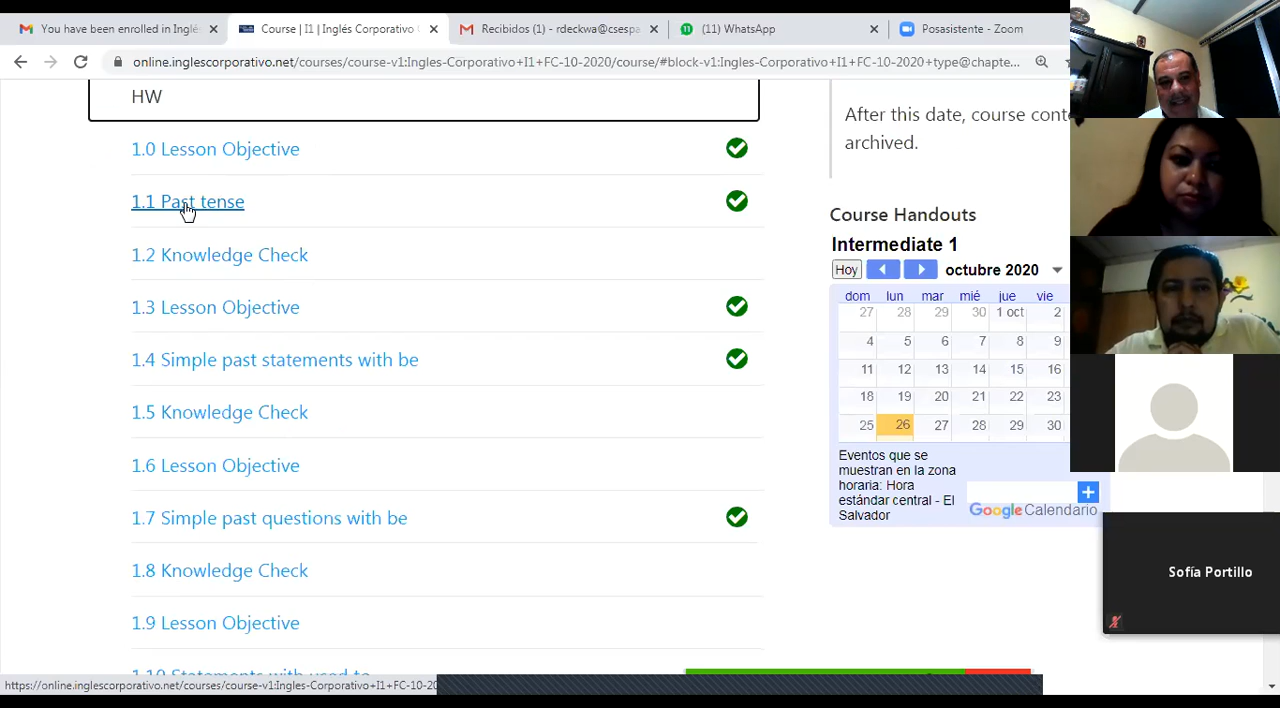 You have been enrolled in Inglé
Course | I1 | Inglés Corporativo
Recibidos (1) - rdeckwa@csespa
(11) WhatsApp
Posasistente - Zoom
online.inglescorporativo.net/courses/course-v1:Ingles-Corporativo+I1+FC-10-2020/course/#block-v1:Ingles-Corporativo+I1+FC-10-2020+type@chapte...
HW
1.0 Lesson Objective
1.1 Past tense
1.2 Knowledge Check
1.3 Lesson Objective
1.4 Simple past statements with be
1.5 Knowledge Check
1.6 Lesson Objective
1.7 Simple past questions with be
1.8 Knowledge Check
1.9 Lesson Objective
1.10 Statements with used to
After this date, course conte
archived.
Course Handouts
Intermediate 1
Hoy octubre 2020
dom lun mar mié jue vie
27 28 29 30 1 oct 2
4 5 6 7 8 9
11 12 13 14 15 16
18 19 20 21 22 23
25 26 27 28 29 30
Eventos que se
muestran en la zona
horaria: Hora
estándar central - El
Salvador
Google Calendario
Sofía Portillo
https://online.inglescorporativo.net/courses/course-v1:Ingles-Corporativo+I1+FC-10-20